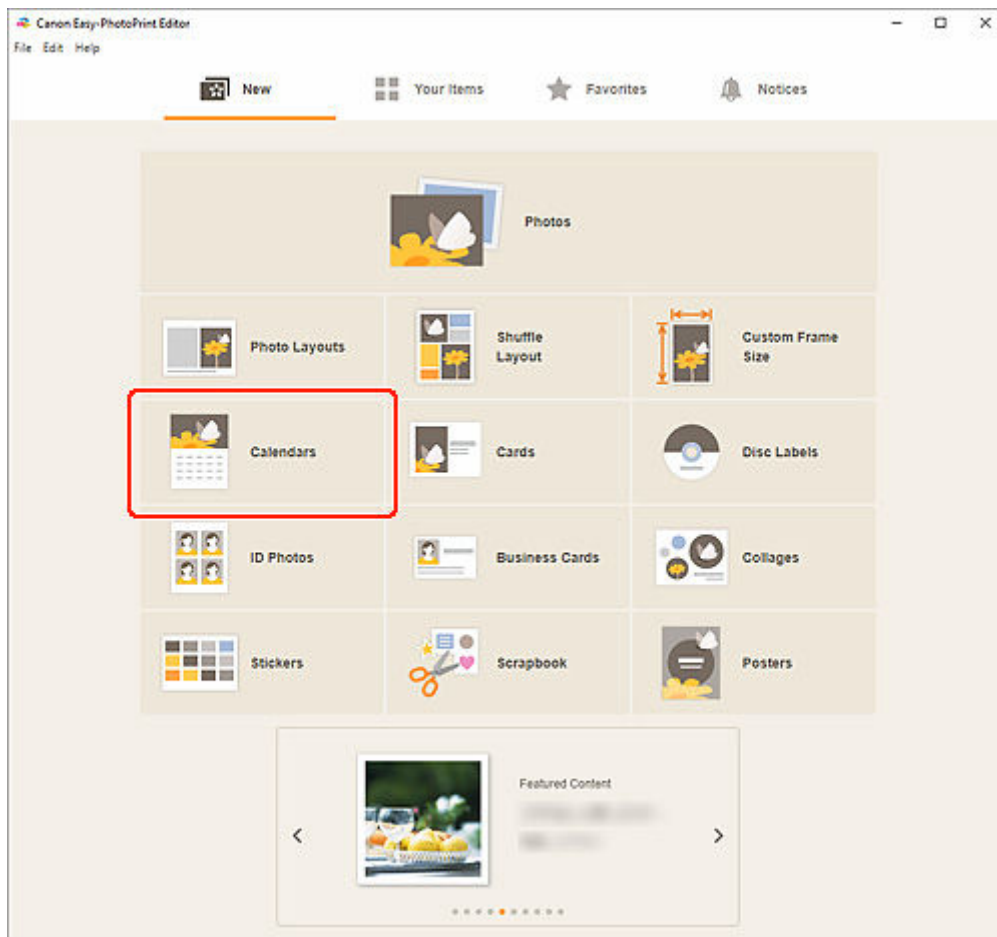 Canon Easy-PhotoPrint Editor
File Edit Help
New
Your Items
Favorites
Notices
Photos
Photo Layouts
Shuffle
Layout
Custom Frame
Size
Calendars
Cards
Disc Labels
ID Photos
Business Cards
Collages
Stickers
Scrapbook
Posters
Featured Content